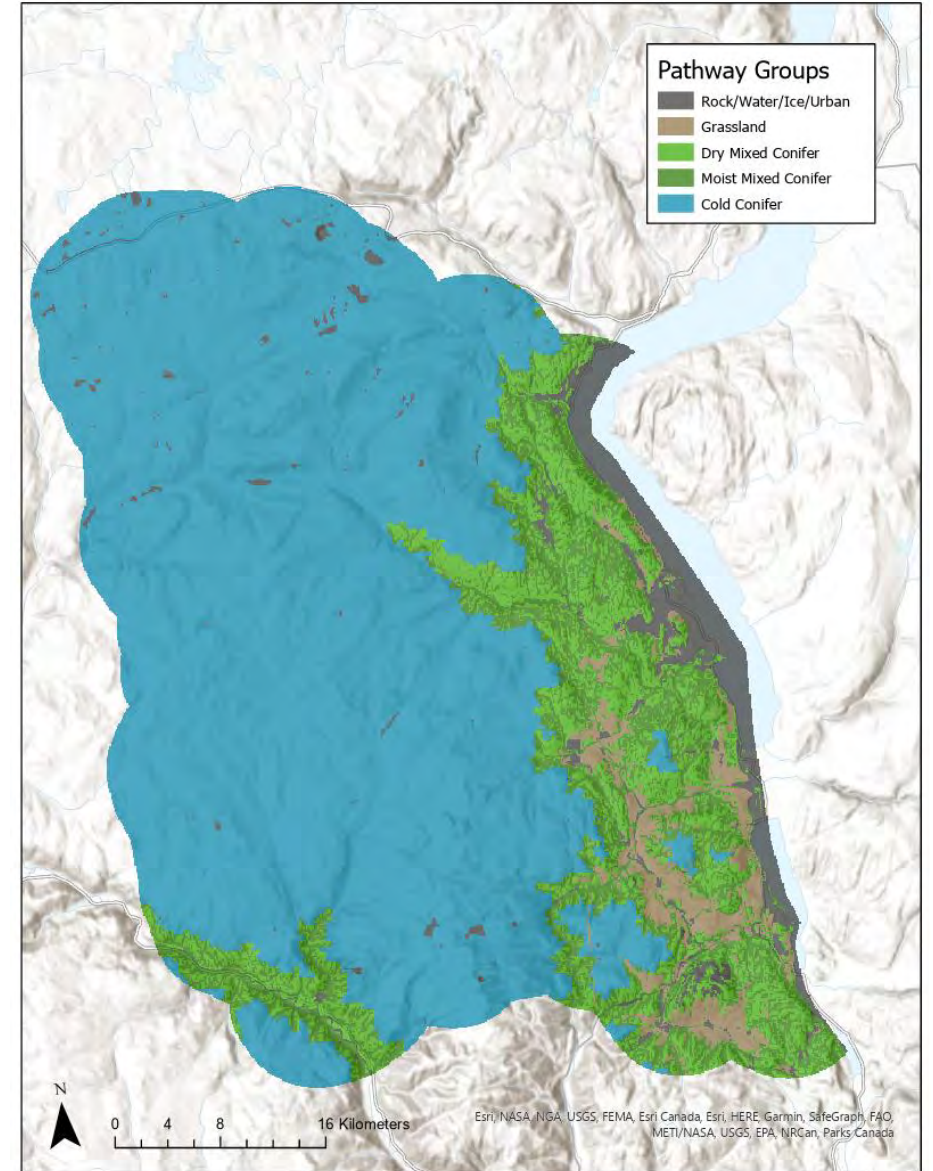 Pathway Groups
Rock/Water/Ice/Urban
Grassland
Dry Mixed Conifer
Moist Mixed Conifer
Cold Conifer
N
0 4 8 16 Kilometers
Esri, NASA, NGA, USGS, FEMA, Esri Canada, Esri, HERE, Garmin, SafeGraph, FAO,
METI/NASA, USGS, EPA, NRCan, Parks Canada